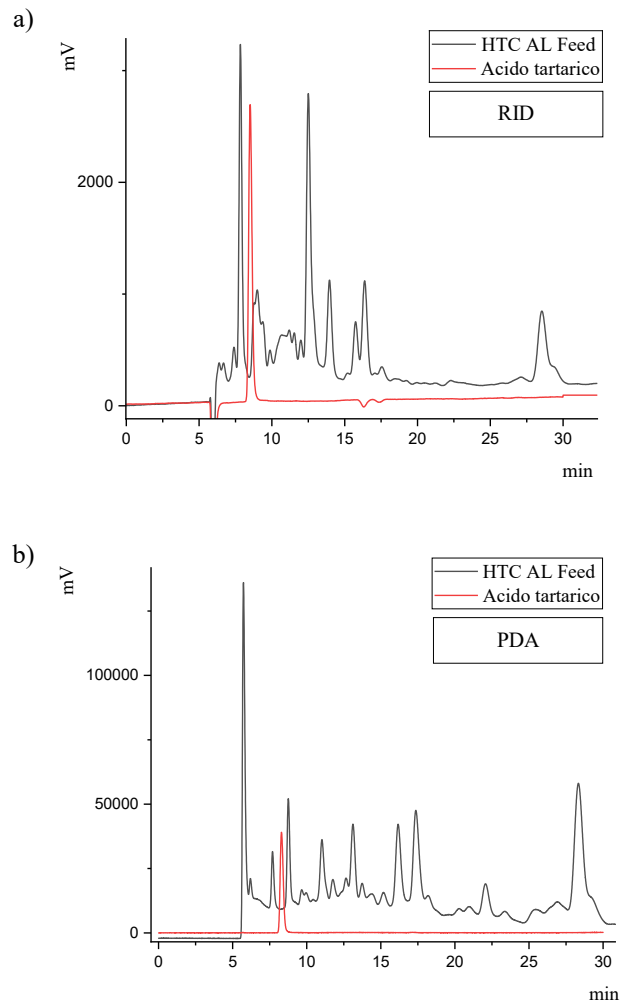 a)
mV
HTC AL Feed
Acido tartarico
RID
2000
0
0 5 10 15 20 25 30
min
b)
mV
HTC AL Feed
Acido tartarico
PDA
100000
50000
0
0 5 10 15 20 25 30
min